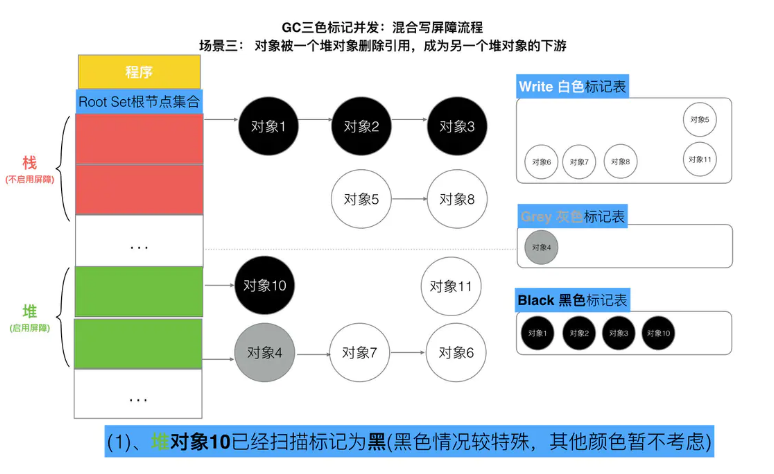 GC三色标记并发：混合写屏障流程
场景三： 对象被一个堆对象删除引用，成为另一个堆对象的下游
程序
Root Set根节点集合
栈
(不启用屏障)
...
堆
(启用屏障)
...
对象1
对象2
对象3
对象5
对象8
对象10
对象11
对象4
对象7
对象6
Write 白色标记表
对象5
对象6
对象7
对象8
对象11
Grey 灰色标记表
对象4
Black 黑色标记表
对象1
对象2
对象3
对象10
(1)、堆对象10已经扫描标记为黑(黑色情况较特殊，其他颜色暂不考虑)